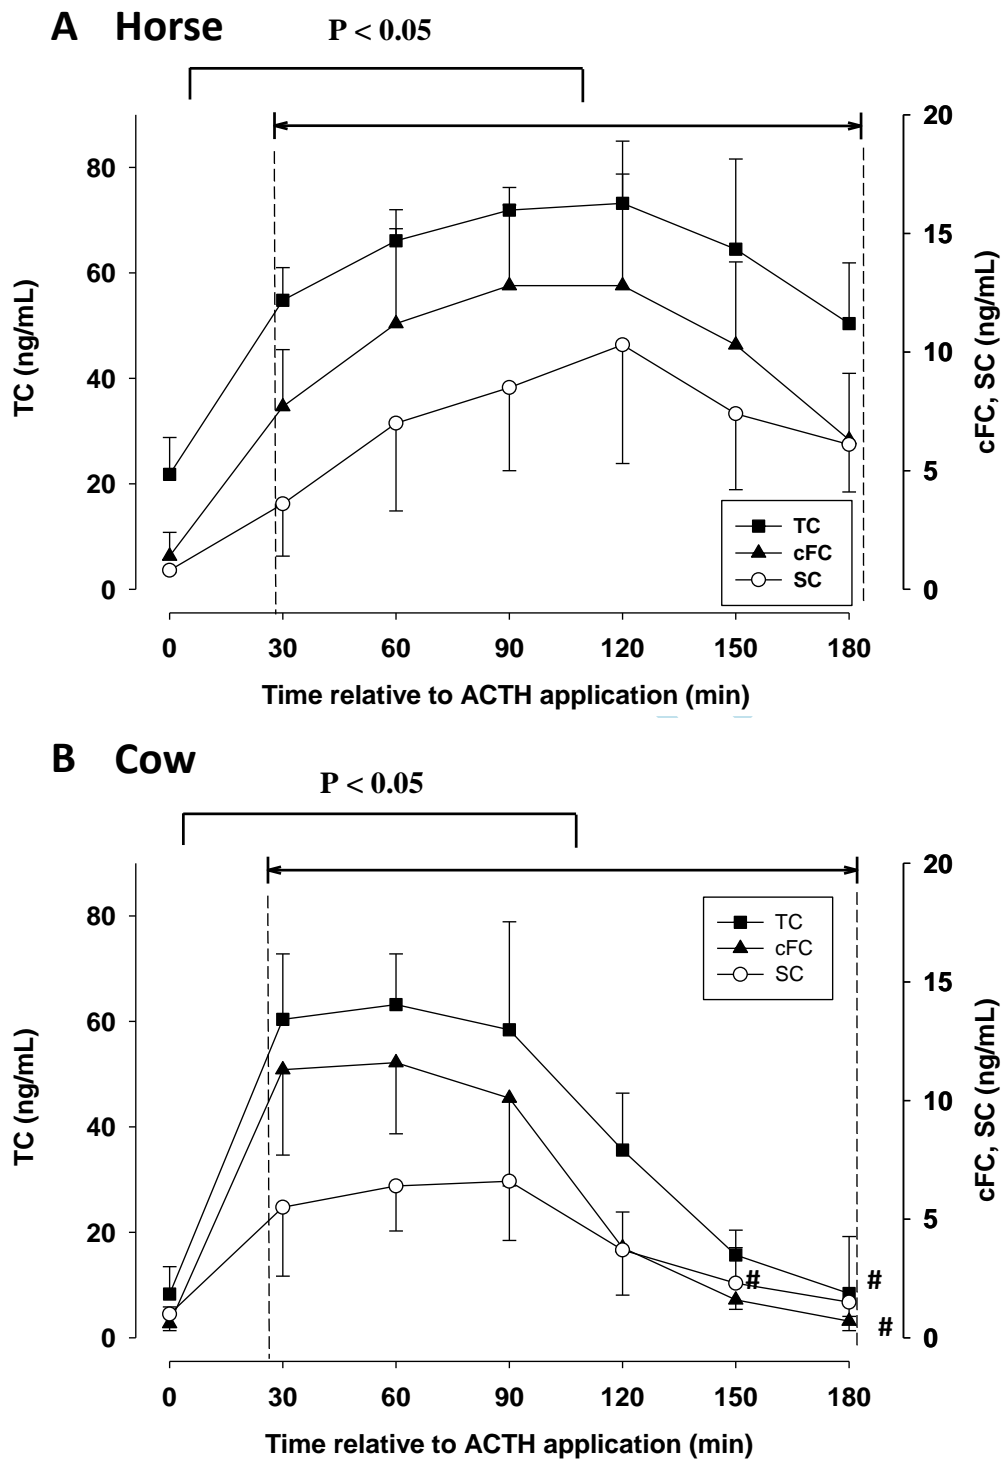 A Horse
P < 0.05
TC (ng/mL)
80
60
40
20
0
20
15
10
5
0
cFC, SC (ng/mL)
TC
cFC
SC
0 30 60 90 120 150 180
Time relative to ACTH application (min)
B Cow
P < 0.05
TC (ng/mL)
80
60
40
20
0
20
15
10
5
0
cFC, SC (ng/mL)
TC
cFC
SC
# #
#
0 30 60 90 120 150 180
Time relative to ACTH application (min)